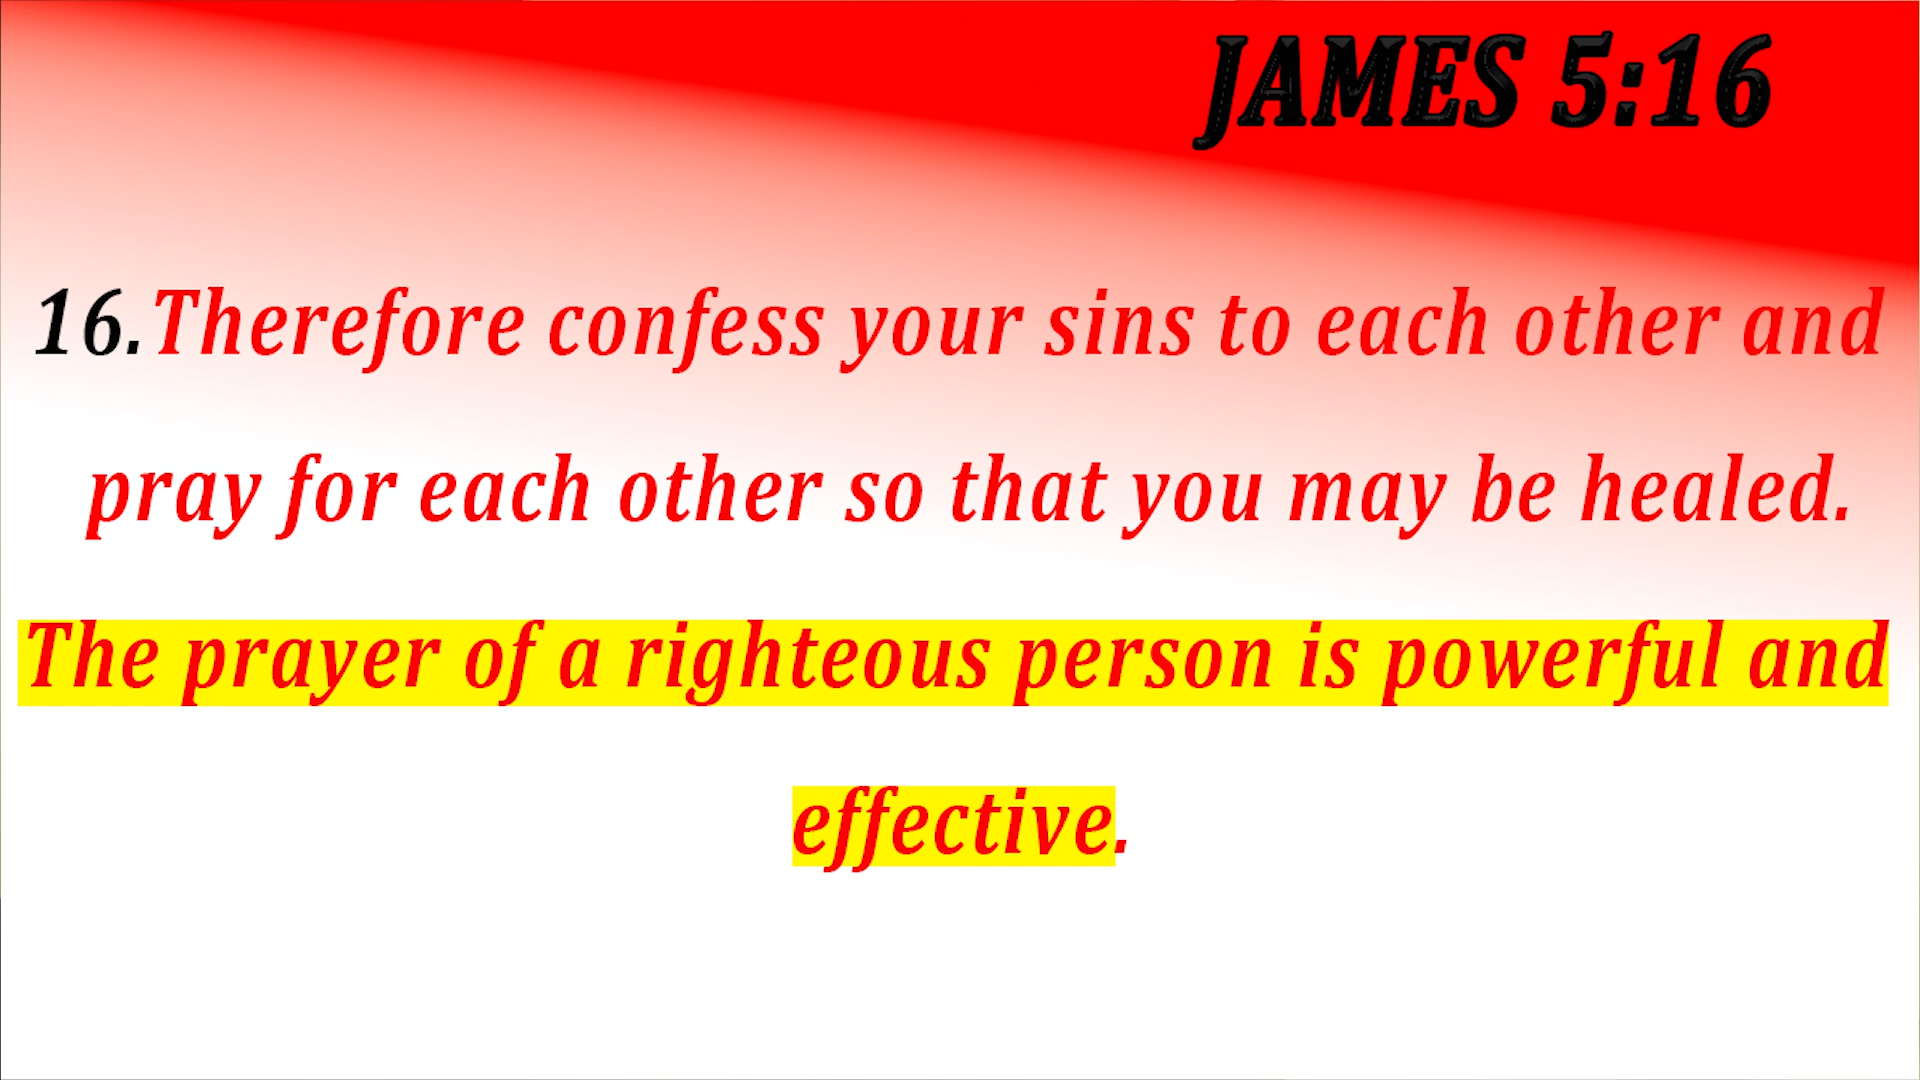 JAMES 5:16
16.Therefore confess your sins to each other and
pray for each other so that you may be healed.
The prayer of a righteous person is powerful and
effective.